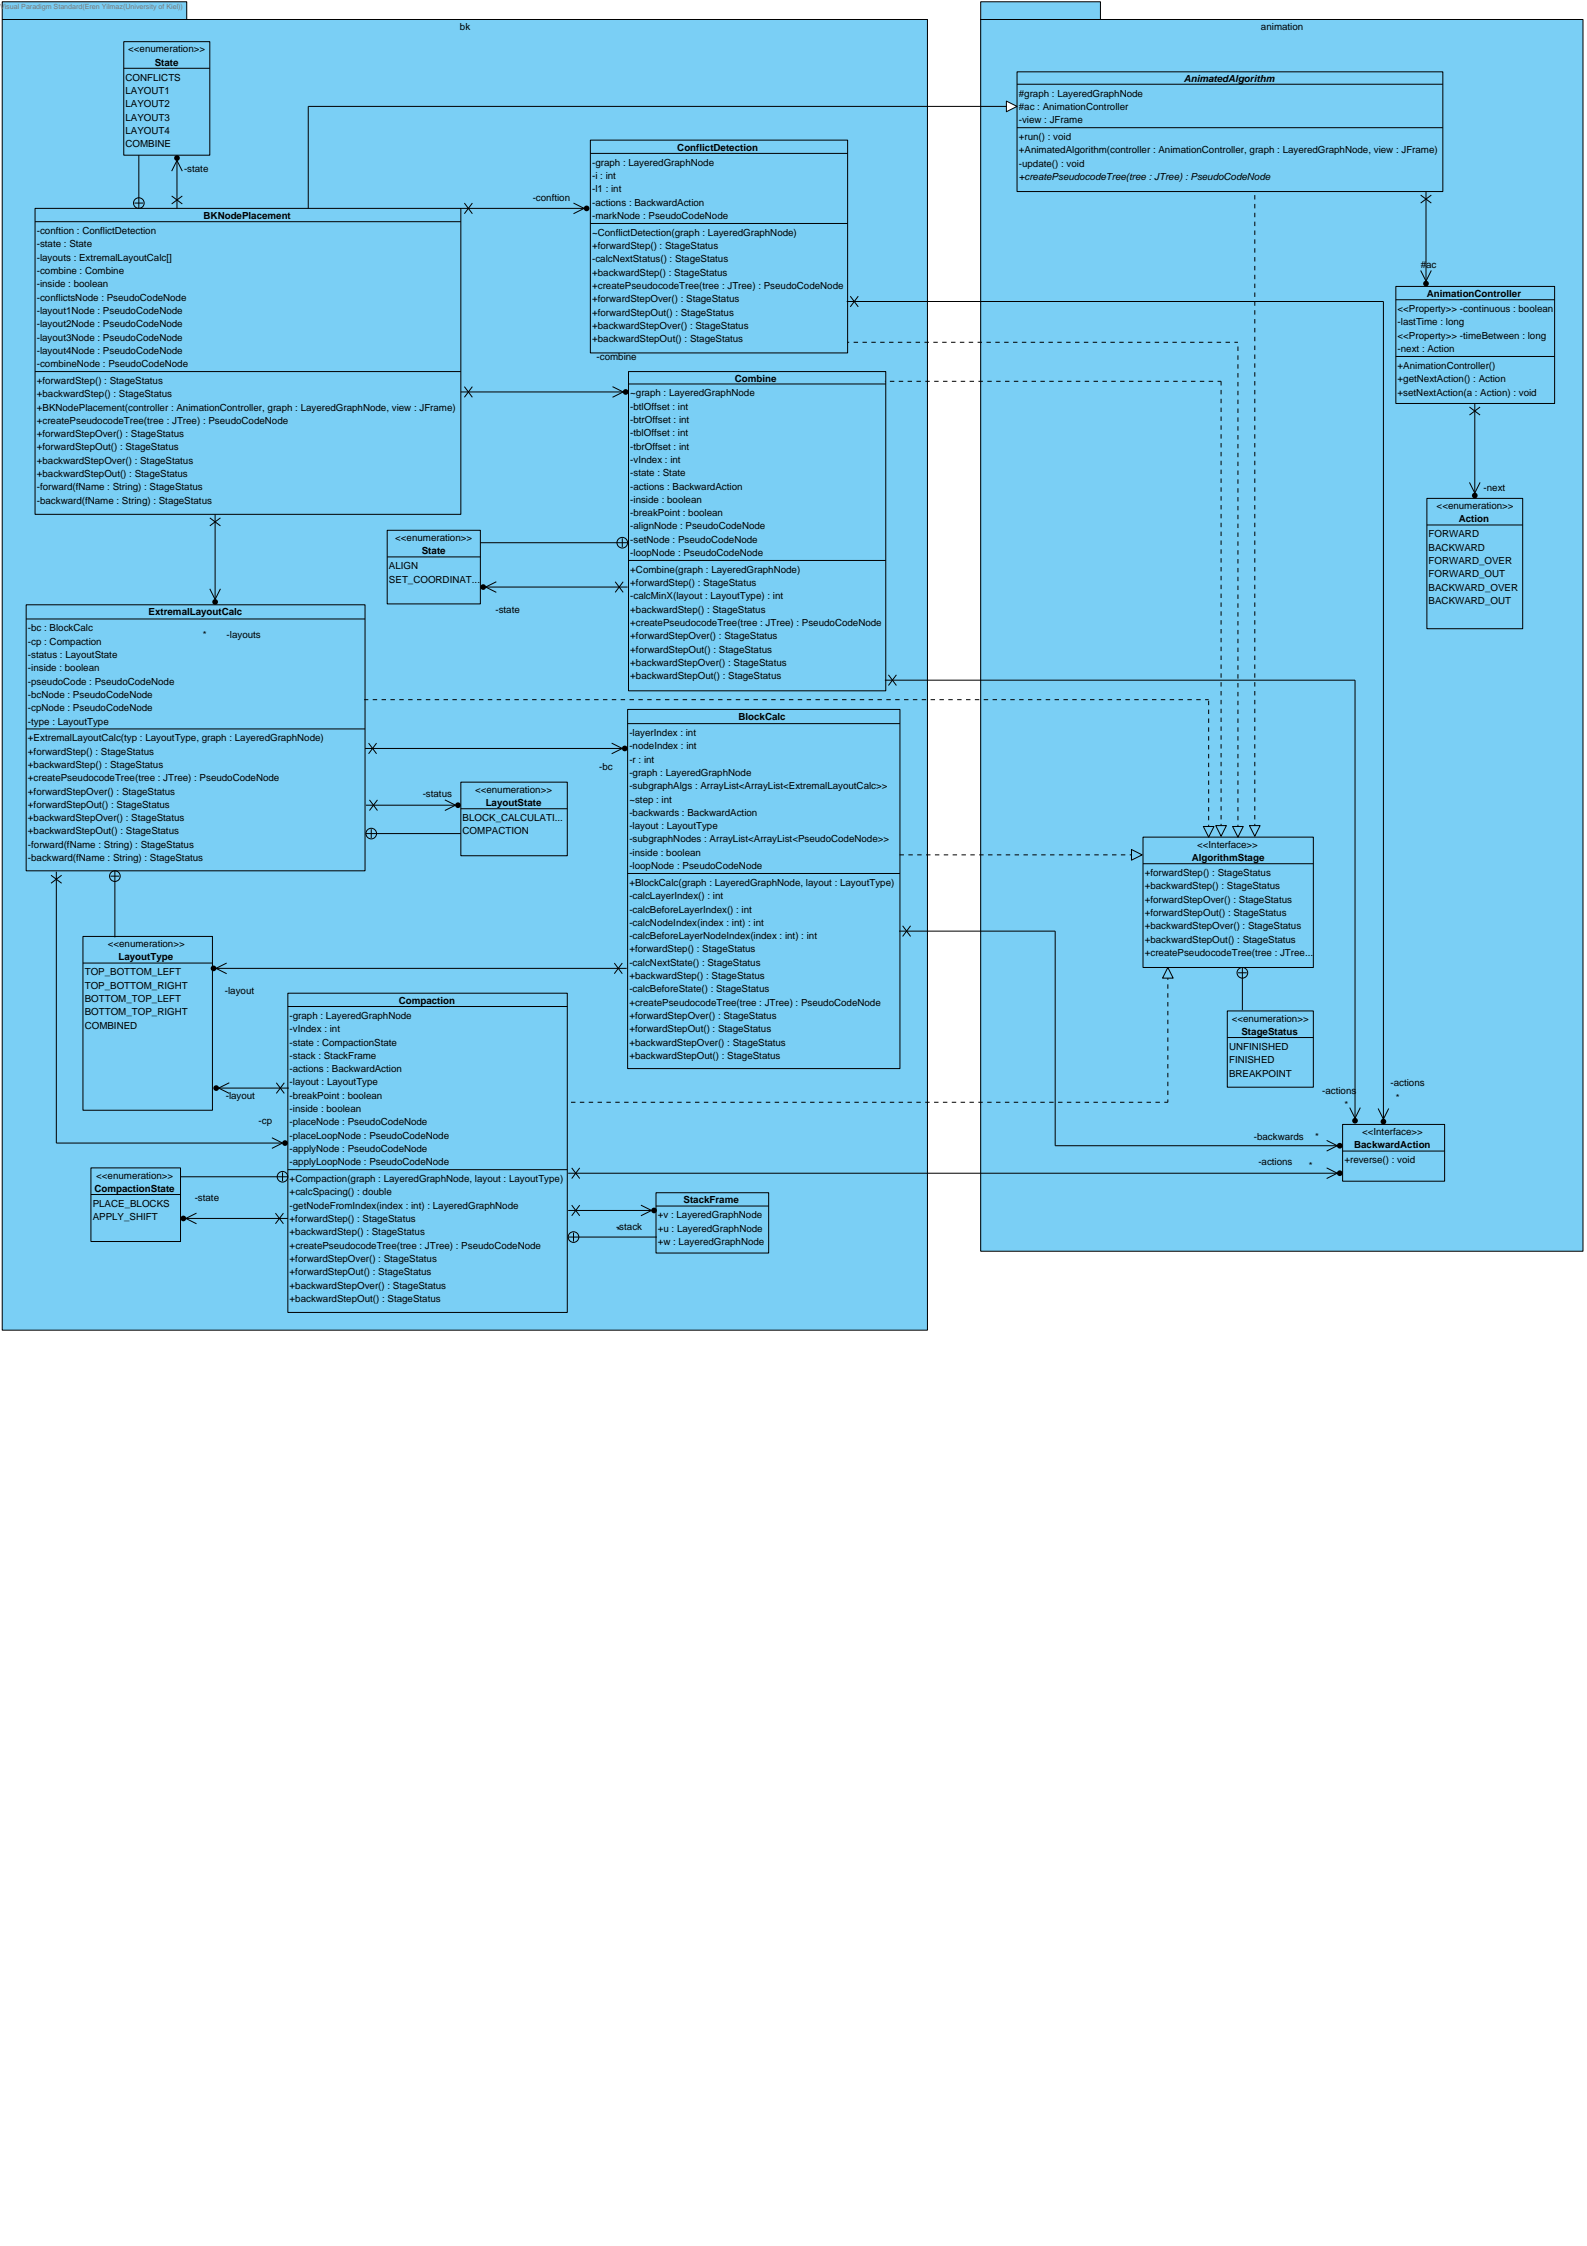 Visual Paradigm Standard(Eren Yilmaz(University of Kiel))
bk
<<enumeration>>
State
CONFLICTS
LAYOUT1
LAYOUT2
LAYOUT3
LAYOUT4
COMBINE
-state
BKNodePlacement
-conftion : ConflictDetection
-state : State
-layouts : ExtremalLayoutCalc[]
-combine : Combine
-inside : boolean
-conflictsNode : PseudoCodeNode
-layout1Node : PseudoCodeNode
-layout2Node : PseudoCodeNode
-layout3Node : PseudoCodeNode
-layout4Node : PseudoCodeNode
-combineNode : PseudoCodeNode
+forwardStep() : StageStatus
+backwardStep() : StageStatus
+BKNodePlacement(controller : AnimationController, graph : LayeredGraphNode, view : JFrame)
+createPseudocodeTree(tree : JTree) : PseudoCodeNode
+forwardStepOver() : StageStatus
+forwardStepOut() : StageStatus
+backwardStepOver() : StageStatus
+backwardStepOut() : StageStatus
-forward(fName : String) : StageStatus
-backward(fName : String) : StageStatus
-conftion
ConflictDetection
-graph : LayeredGraphNode
-i : int
-l1 : int
-actions : BackwardAction
-markNode : PseudoCodeNode
~ConflictDetection(graph : LayeredGraphNode)
+forwardStep() : StageStatus
-calcNextStatus() : StageStatus
+backwardStep() : StageStatus
+createPseudocodeTree(tree : JTree) : PseudoCodeNode
+forwardStepOver() : StageStatus
+forwardStepOut() : StageStatus
+backwardStepOver() : StageStatus
+backwardStepOut() : StageStatus
-combine
Combine
~graph : LayeredGraphNode
-btlOffset : int
-btrOffset : int
-tblOffset : int
-tbrOffset : int
-vIndex : int
-state : State
-actions : BackwardAction
-inside : boolean
-breakPoint : boolean
-alignNode : PseudoCodeNode
-setNode : PseudoCodeNode
-loopNode : PseudoCodeNode
+Combine(graph : LayeredGraphNode)
+forwardStep() : StageStatus
-calcMinX(layout : LayoutType) : int
+backwardStep() : StageStatus
+createPseudocodeTree(tree : JTree) : PseudoCodeNode
+forwardStepOver() : StageStatus
+forwardStepOut() : StageStatus
+backwardStepOver() : StageStatus
+backwardStepOut() : StageStatus
<<enumeration>>
State
ALIGN
SET_COORDINAT...
-state
ExtremalLayoutCalc
-bc : BlockCalc
-cp : Compaction
-status : LayoutState
-inside : boolean
-pseudoCode : PseudoCodeNode
-bcNode : PseudoCodeNode
-cpNode : PseudoCodeNode
-type : LayoutType
+ExtremalLayoutCalc(typ : LayoutType, graph : LayeredGraphNode)
+forwardStep() : StageStatus
+backwardStep() : StageStatus
+createPseudocodeTree(tree : JTree) : PseudoCodeNode
+forwardStepOver() : StageStatus
+forwardStepOut() : StageStatus
+backwardStepOver() : StageStatus
+backwardStepOut() : StageStatus
-forward(fName : String) : StageStatus
-backward(fName : String) : StageStatus
* -layouts
-bc
-status
<<enumeration>>
LayoutState
BLOCK_CALCULATI...
COMPACTION
BlockCalc
-layerIndex : int
-nodeIndex : int
-r : int
-graph : LayeredGraphNode
-subgraphAlgs : ArrayList<ArrayList<ExtremalLayoutCalc>>
~step : int
-backwards : BackwardAction
-layout : LayoutType
-subgraphNodes : ArrayList<ArrayList<PseudoCodeNode>>
-inside : boolean
-loopNode : PseudoCodeNode
+BlockCalc(graph : LayeredGraphNode, layout : LayoutType)
-calcLayerIndex() : int
-calcBeforeLayerIndex() : int
-calcNodeIndex(index : int) : int
-calcBeforeLayerNodeIndex(index : int) : int
+forwardStep() : StageStatus
-calcNextState() : StageStatus
+backwardStep() : StageStatus
-calcBeforeState() : StageStatus
+createPseudocodeTree(tree : JTree) : PseudoCodeNode
+forwardStepOver() : StageStatus
+forwardStepOut() : StageStatus
+backwardStepOver() : StageStatus
+backwardStepOut() : StageStatus
<<enumeration>>
LayoutType
TOP_BOTTOM_LEFT
TOP_BOTTOM_RIGHT
BOTTOM_TOP_LEFT
BOTTOM_TOP_RIGHT
COMBINED
-layout
-layout
-cp
Compaction
-graph : LayeredGraphNode
-vIndex : int
-state : CompactionState
-stack : StackFrame
-actions : BackwardAction
-layout : LayoutType
-breakPoint : boolean
-inside : boolean
-placeNode : PseudoCodeNode
-placeLoopNode : PseudoCodeNode
-applyNode : PseudoCodeNode
-applyLoopNode : PseudoCodeNode
+Compaction(graph : LayeredGraphNode, layout : LayoutType)
+calcSpacing() : double
-getNodeFromIndex(index : int) : LayeredGraphNode
+forwardStep() : StageStatus
+backwardStep() : StageStatus
+createPseudocodeTree(tree : JTree) : PseudoCodeNode
+forwardStepOver() : StageStatus
+forwardStepOut() : StageStatus
+backwardStepOver() : StageStatus
+backwardStepOut() : StageStatus
<<enumeration>>
CompactionState
PLACE_BLOCKS
APPLY_SHIFT
-state
*
-stack
StackFrame
+v : LayeredGraphNode
+u : LayeredGraphNode
+w : LayeredGraphNode
animation
AnimatedAlgorithm
#graph : LayeredGraphNode
#ac : AnimationController
-view : JFrame
+run() : void
+AnimatedAlgorithm(controller : AnimationController, graph : LayeredGraphNode, view : JFrame)
-update() : void
+createPseudocodeTree(tree : JTree) : PseudoCodeNode
#ac
AnimationController
<<Property>> -continuous : boolean
-lastTime : long
<<Property>> -timeBetween : long
-next : Action
+AnimationController()
+getNextAction() : Action
+setNextAction(a : Action) : void
-next
<<enumeration>>
Action
FORWARD
BACKWARD
FORWARD_OVER
FORWARD_OUT
BACKWARD_OVER
BACKWARD_OUT
<<Interface>>
AlgorithmStage
+forwardStep() : StageStatus
+backwardStep() : StageStatus
+forwardStepOver() : StageStatus
+forwardStepOut() : StageStatus
+backwardStepOver() : StageStatus
+backwardStepOut() : StageStatus
+createPseudocodeTree(tree : JTree...
<<enumeration>>
StageStatus
UNFINISHED
FINISHED
BREAKPOINT
-actions
*
-actions
*
-backwards *
-actions *
<<Interface>>
BackwardAction
+reverse() : void